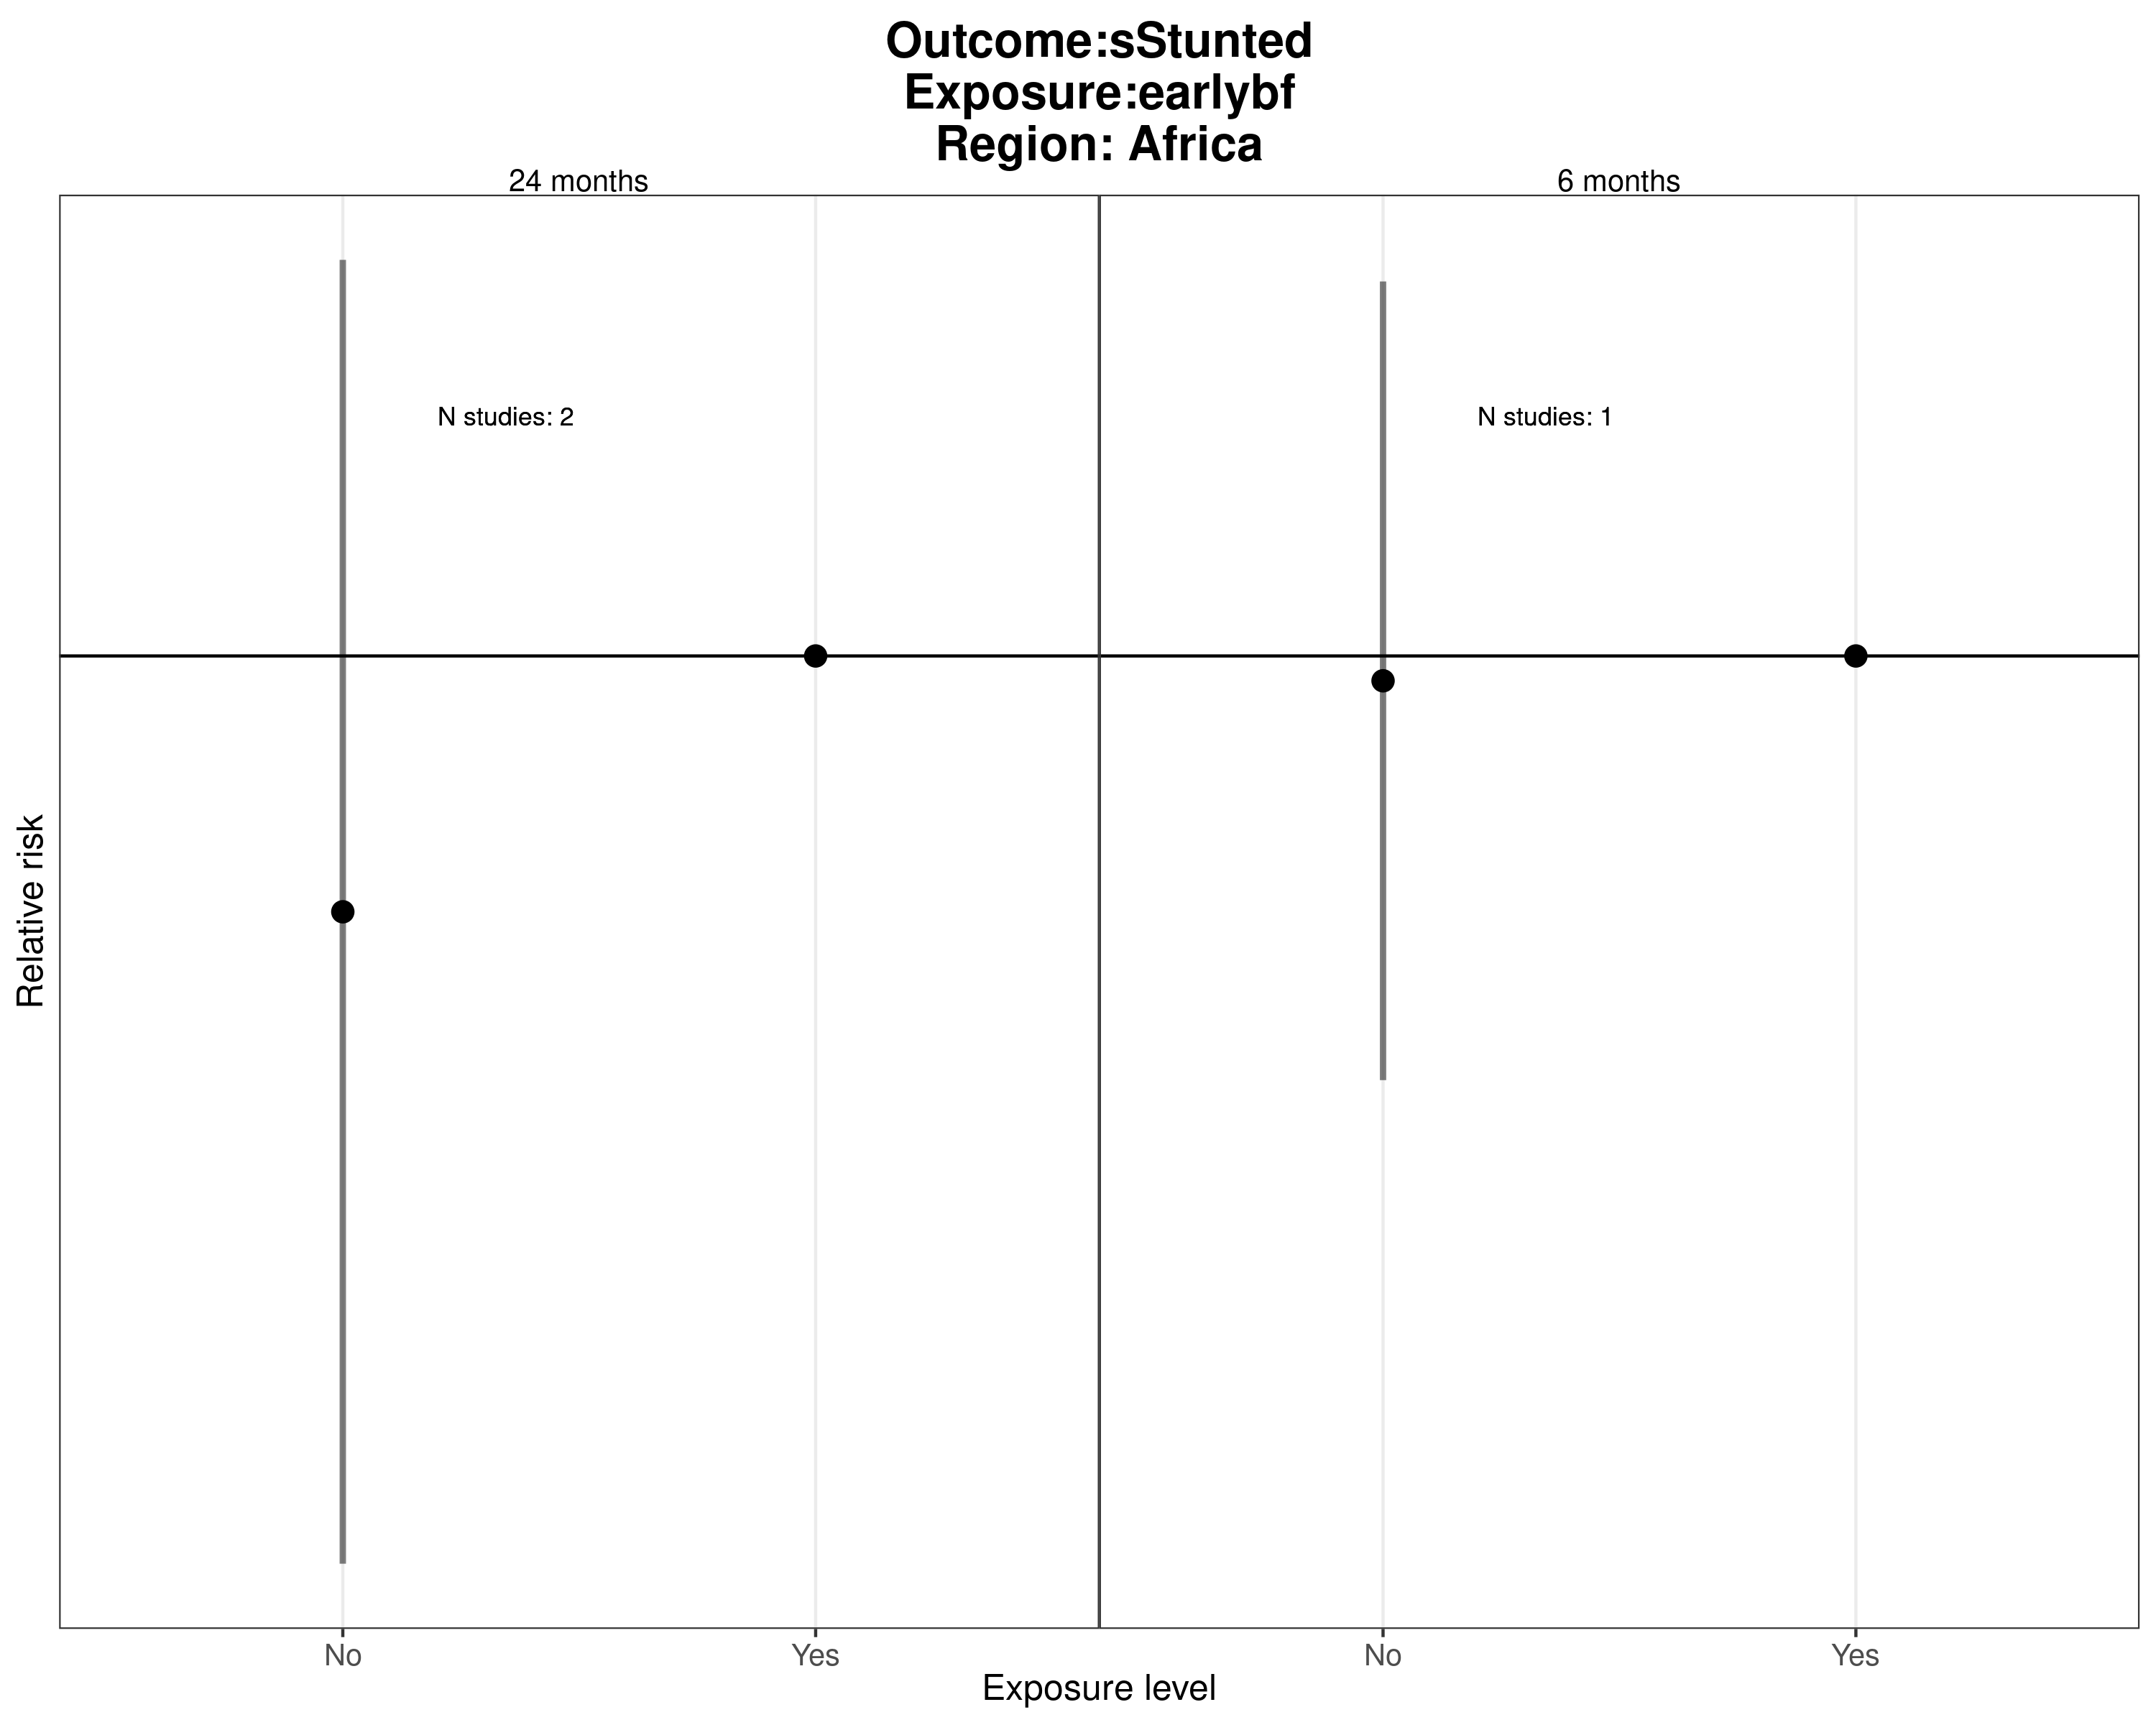 Outcome:sStunted
Exposure:earlybf
Region: Africa
24 months
6 months
N studies: 2
N studies: 1
Relative risk
No
Yes
No
Yes
Exposure level